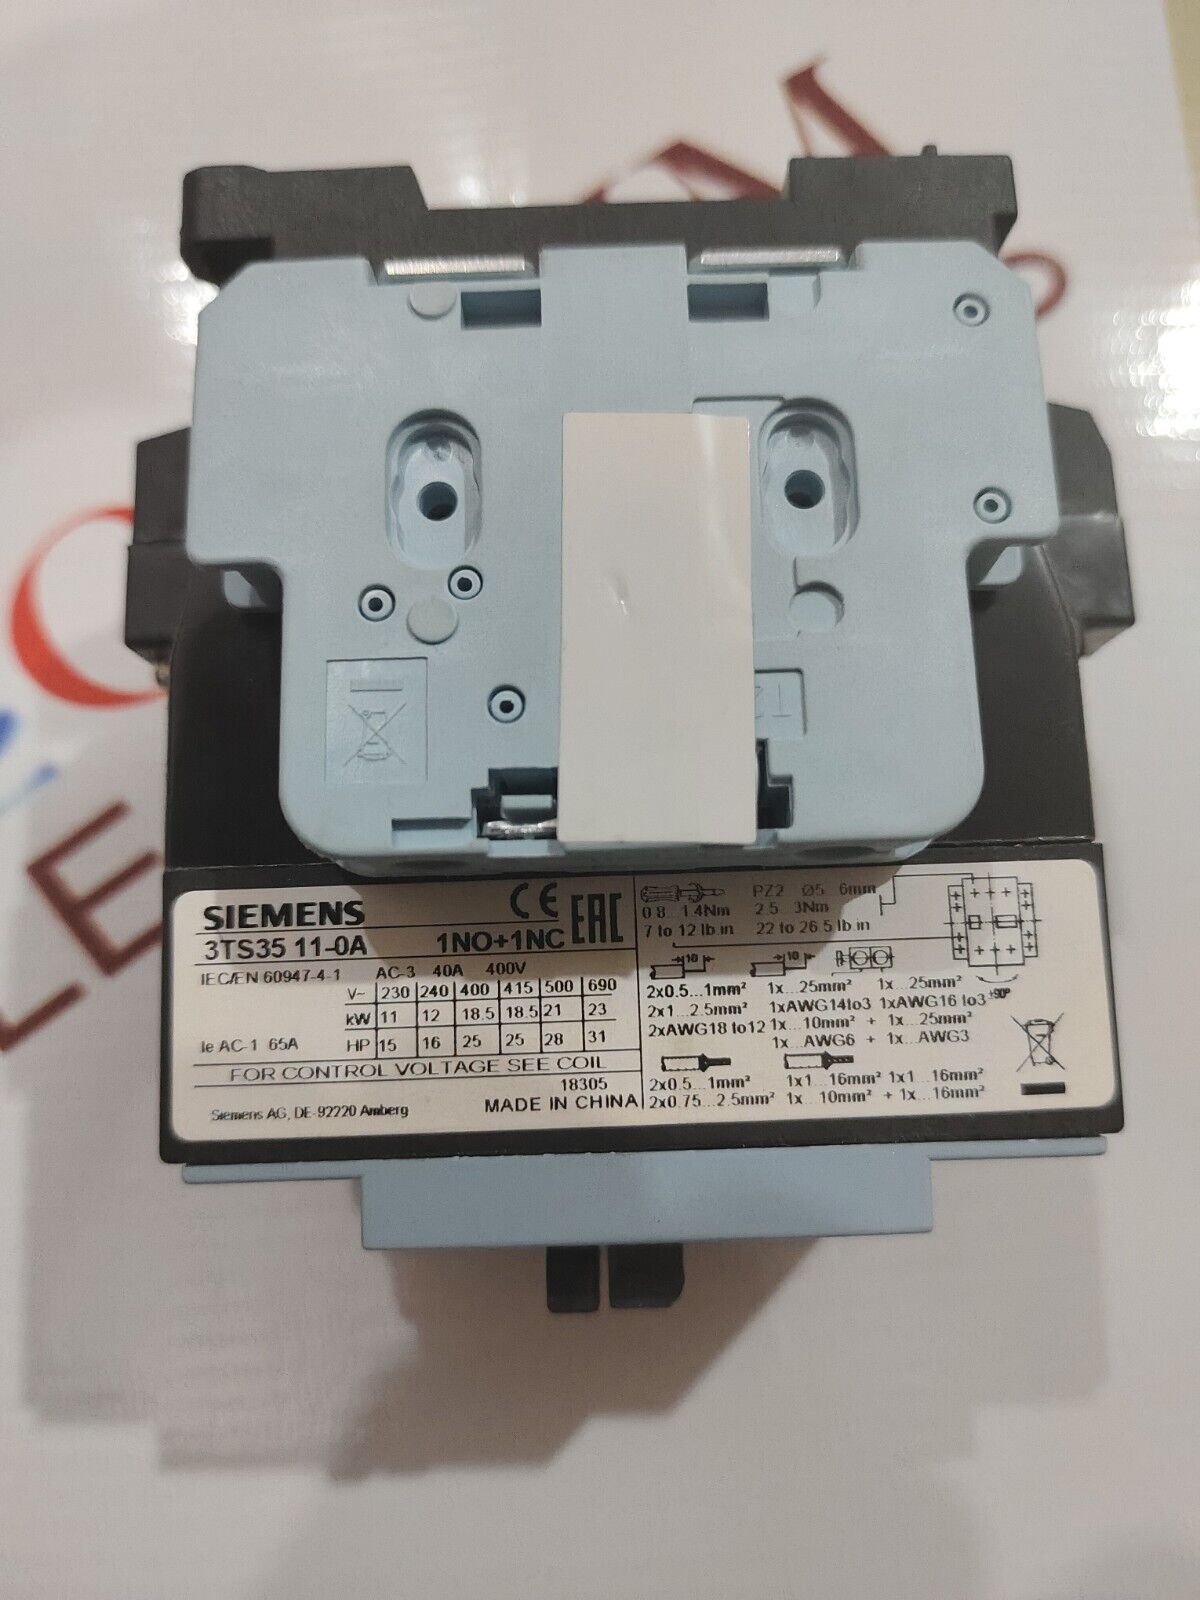 SIEMENS
CE EAC
3TS35 11-0A 1NO+1NC
IEC/EN 60947-4-1 AC-3 40A 400V
V~ 230 240 400 415 500 690
kW 11 12 18.5 18.5 21 23
Ie AC-1 65A HP 15 16 25 25 28 31
FOR CONTROL VOLTAGE SEE COIL
18305
Siemens AG, DE-92220 Amberg MADE IN CHINA
PZ2 Ø5...6mm
0.8...1.4Nm 2.5...3Nm
7 to 12 lb.in 22 to 26.5 lb.in
10 10
2x0.5...1mm² 1x...25mm² 1x...25mm²
2x1...2.5mm² 1xAWG14to3 1xAWG16 to3 ±90°
2xAWG18 to12 1x...10mm² + 1x...25mm²
1x...AWG6 + 1x...AWG3
2x0.5...1mm² 1x1...16mm² 1x1...16mm²
2x0.75...2.5mm² 1x...10mm² + 1x...16mm²